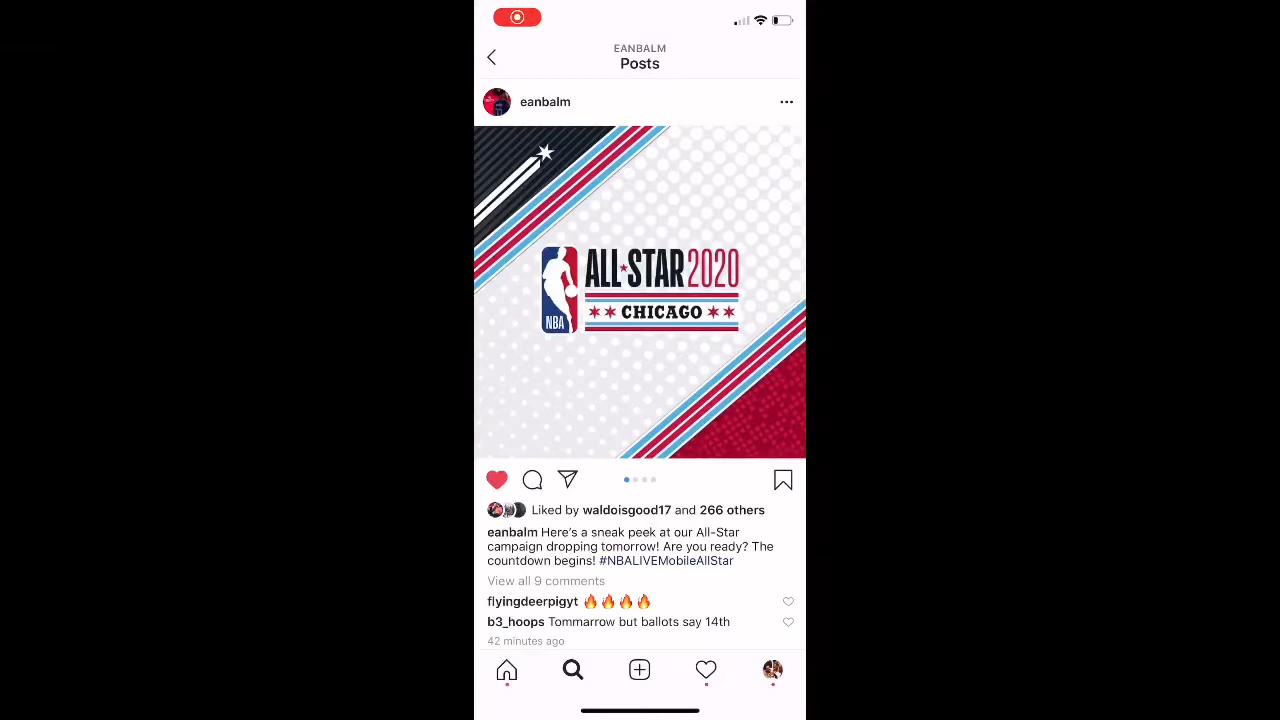 EANBALM
Posts
eanbalm
ALL★STAR 2020
NBA
CHICAGO
Liked by waldoisgood17 and 266 others
eanbalm Here's a sneak peek at our All-Star
campaign dropping tomorrow! Are you ready? The
countdown begins! #NBALIVEMobileAllStar
View all 9 comments
flyingdeerpigyt 🔥🔥🔥🔥
b3_hoops Tommarrow but ballots say 14th
42 minutes ago